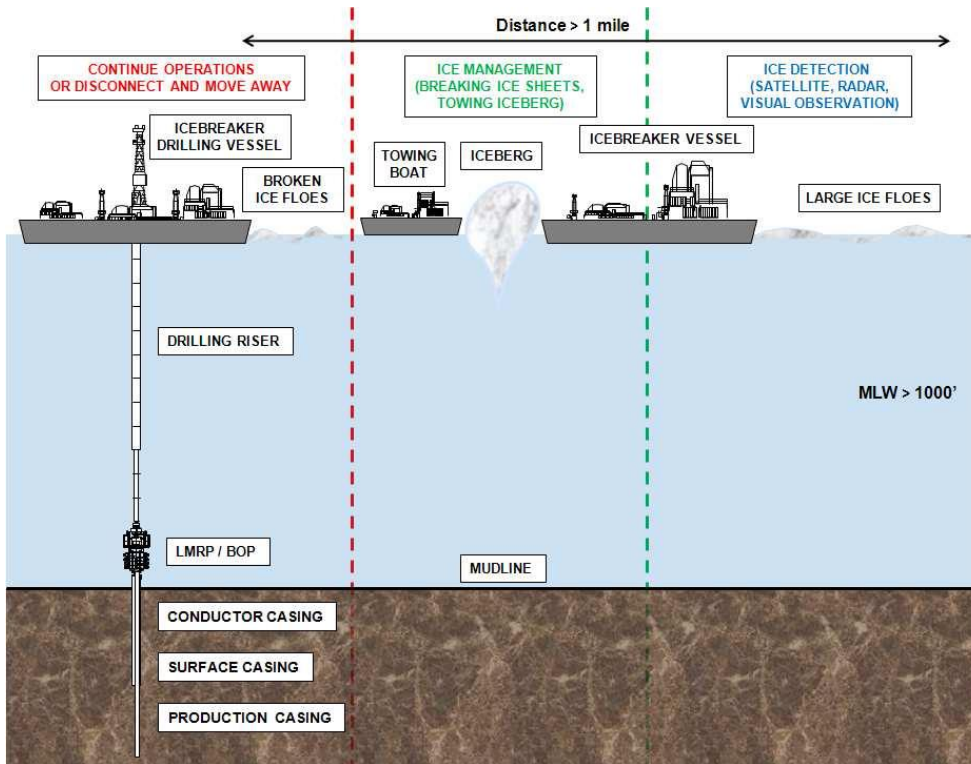 Distance > 1 mile
CONTINUE OPERATIONS
OR DISCONNECT AND MOVE AWAY
ICE MANAGEMENT
(BREAKING ICE SHEETS,
TOWING ICEBERG)
ICE DETECTION
(SATELLITE, RADAR,
VISUAL OBSERVATION)
ICEBREAKER
DRILLING VESSEL
BROKEN
ICE FLOES
TOWING
BOAT
ICEBERG
ICEBREAKER VESSEL
LARGE ICE FLOES
DRILLING RISER
MLW > 1000'
LMRP / BOP
MUDLINE
CONDUCTOR CASING
SURFACE CASING
PRODUCTION CASING